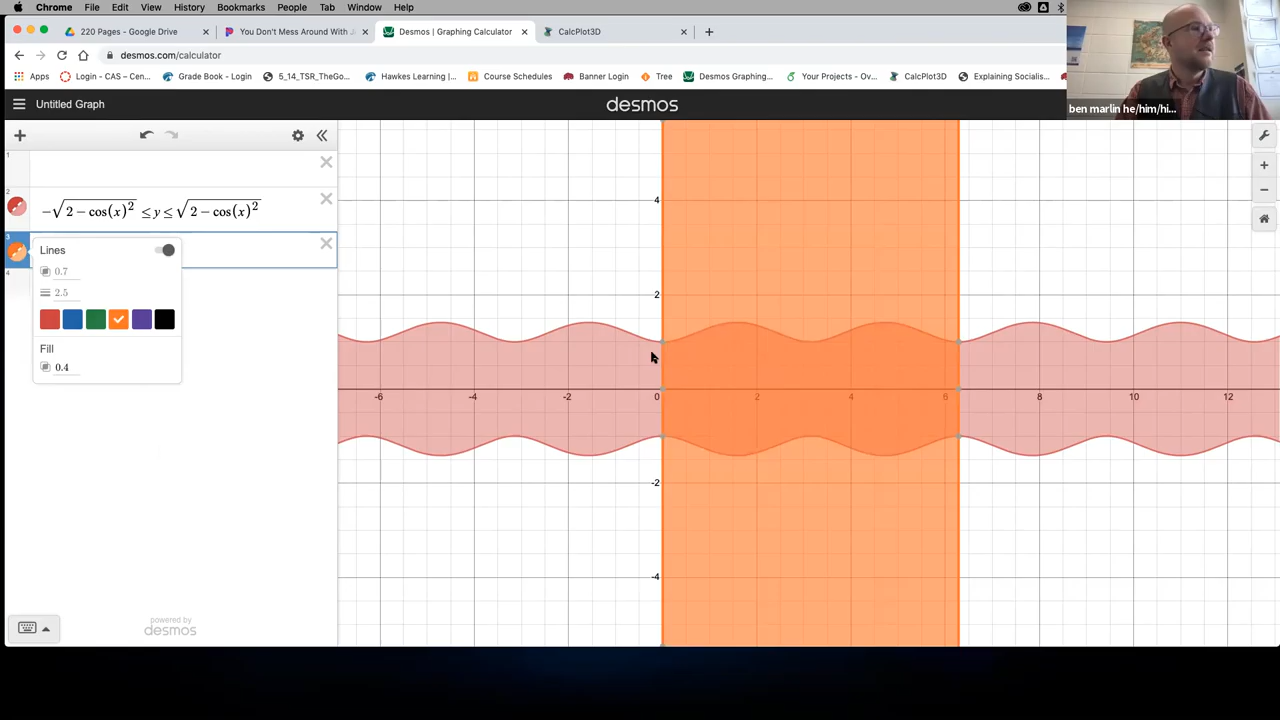 Chrome File Edit View History Bookmarks People Tab Window Help
220 Pages - Google Drive
You Don't Mess Around With
Desmos | Graphing Calculator
CalcPlot3D
desmos.com/calculator
Apps
Login - CAS – Cen...
Grade Book - Login
5_14_TSR_TheGo...
Hawkes Learning |...
Course Schedules
Banner Login
Tree
Desmos Graphing...
Your Projects - Ov...
CalcPlot3D
Explaining Socialis...
ben marlin he/him/hi...
Untitled Graph
desmos
1
2
-√(2 - cos(x)²) ≤ y ≤ √(2 - cos(x)²)
3
Lines
0.7
2.5
Fill
0.4
4
powered by
desmos
4
2
-6 -4 -2 0 2 4 6 8 10 12
-2
-4